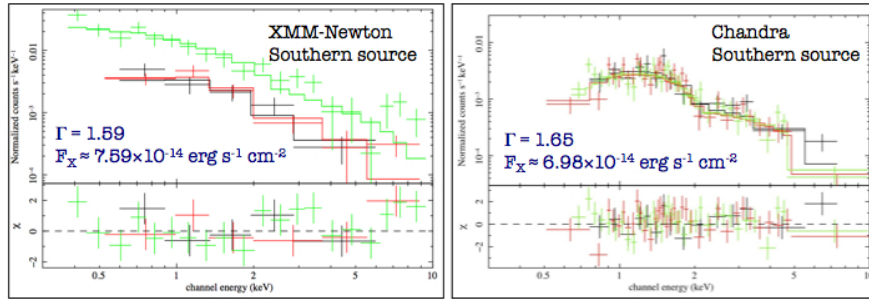 XMM-Newton
Southern source
Normalized counts s⁻¹ keV⁻¹
0.01
10⁻³
10⁻⁴
Γ = 1.59
Fx ≈ 7.59×10⁻¹⁴ erg s⁻¹ cm⁻²
χ
2
0
−2
0.5
1
2
5
10
channel energy (keV)
Chandra
Southern source
Normalized counts s⁻¹ keV⁻¹
0.01
10⁻³
10⁻⁴
Γ = 1.65
Fx ≈ 6.98×10⁻¹⁴ erg s⁻¹ cm⁻²
χ
2
0
−2
0.5
1
2
5
10
channel energy (keV)